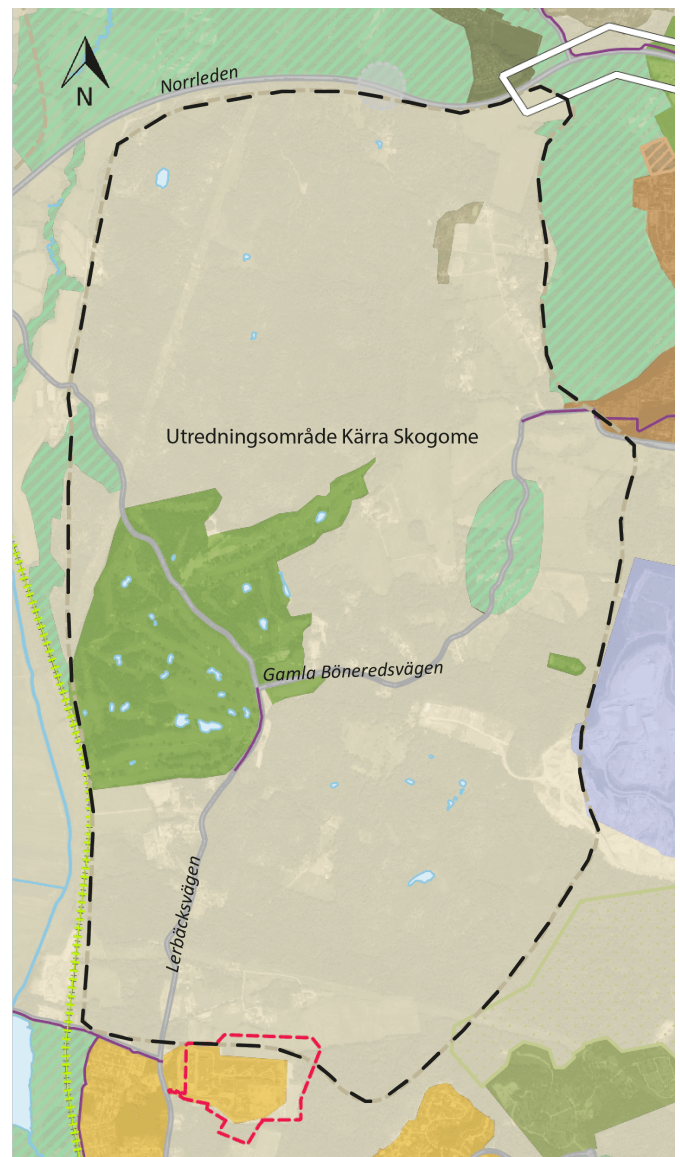 Norrleden
N
Utredningsområde Kärra Skogome
Gamla Böneredsvägen
Lerbäcksvägen